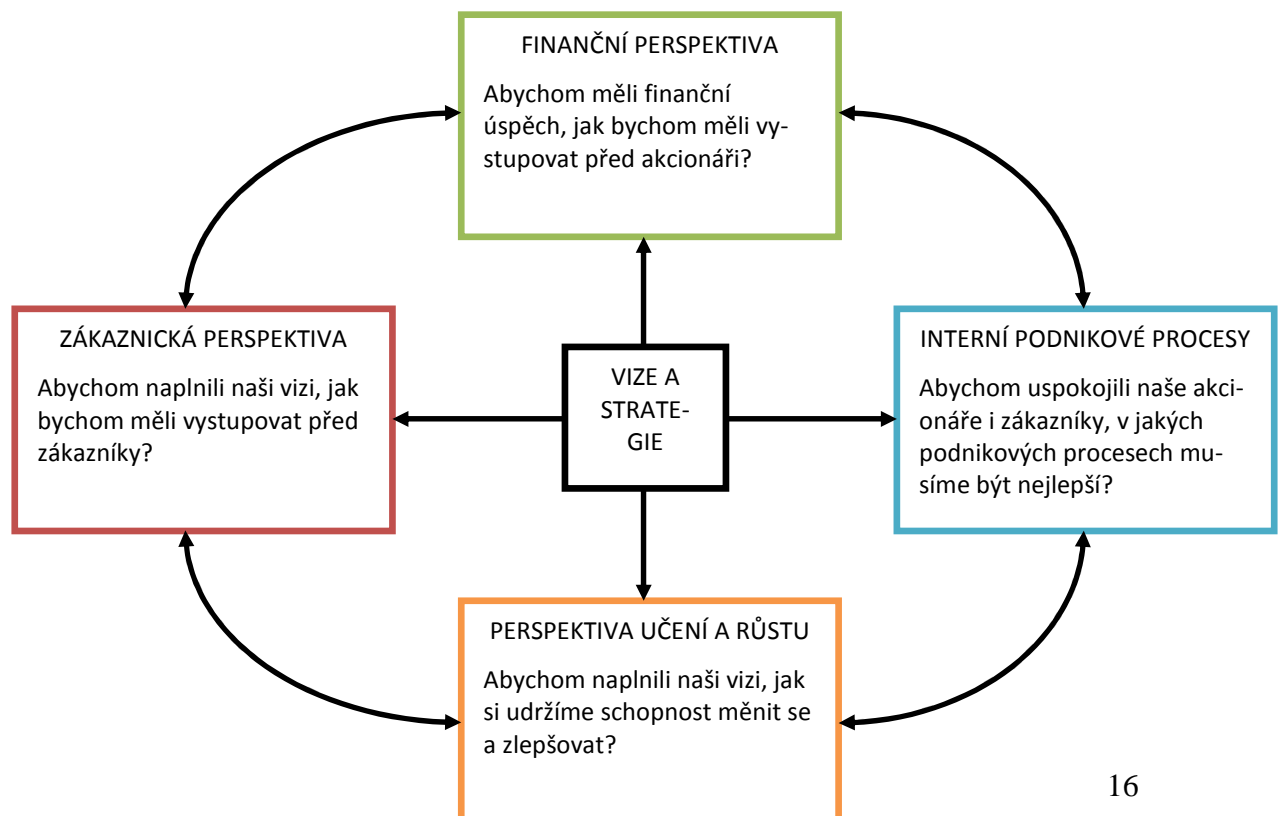 FINANČNÍ PERSPEKTIVA
Abychom měli finanční
úspěch, jak bychom měli vy-
stupovat před akcionáři?
ZÁKAZNICKÁ PERSPEKTIVA
Abychom naplnili naši vizi, jak
bychom měli vystupovat před
zákazníky?
VIZE A
STRATE-
GIE
INTERNÍ PODNIKOVÉ PROCESY
Abychom uspokojili naše akci-
onáře i zákazníky, v jakých
podnikových procesech mu-
síme být nejlepší?
PERSPEKTIVA UČENÍ A RŮSTU
Abychom naplnili naši vizi, jak
si udržíme schopnost měnit se
a zlepšovat?
16